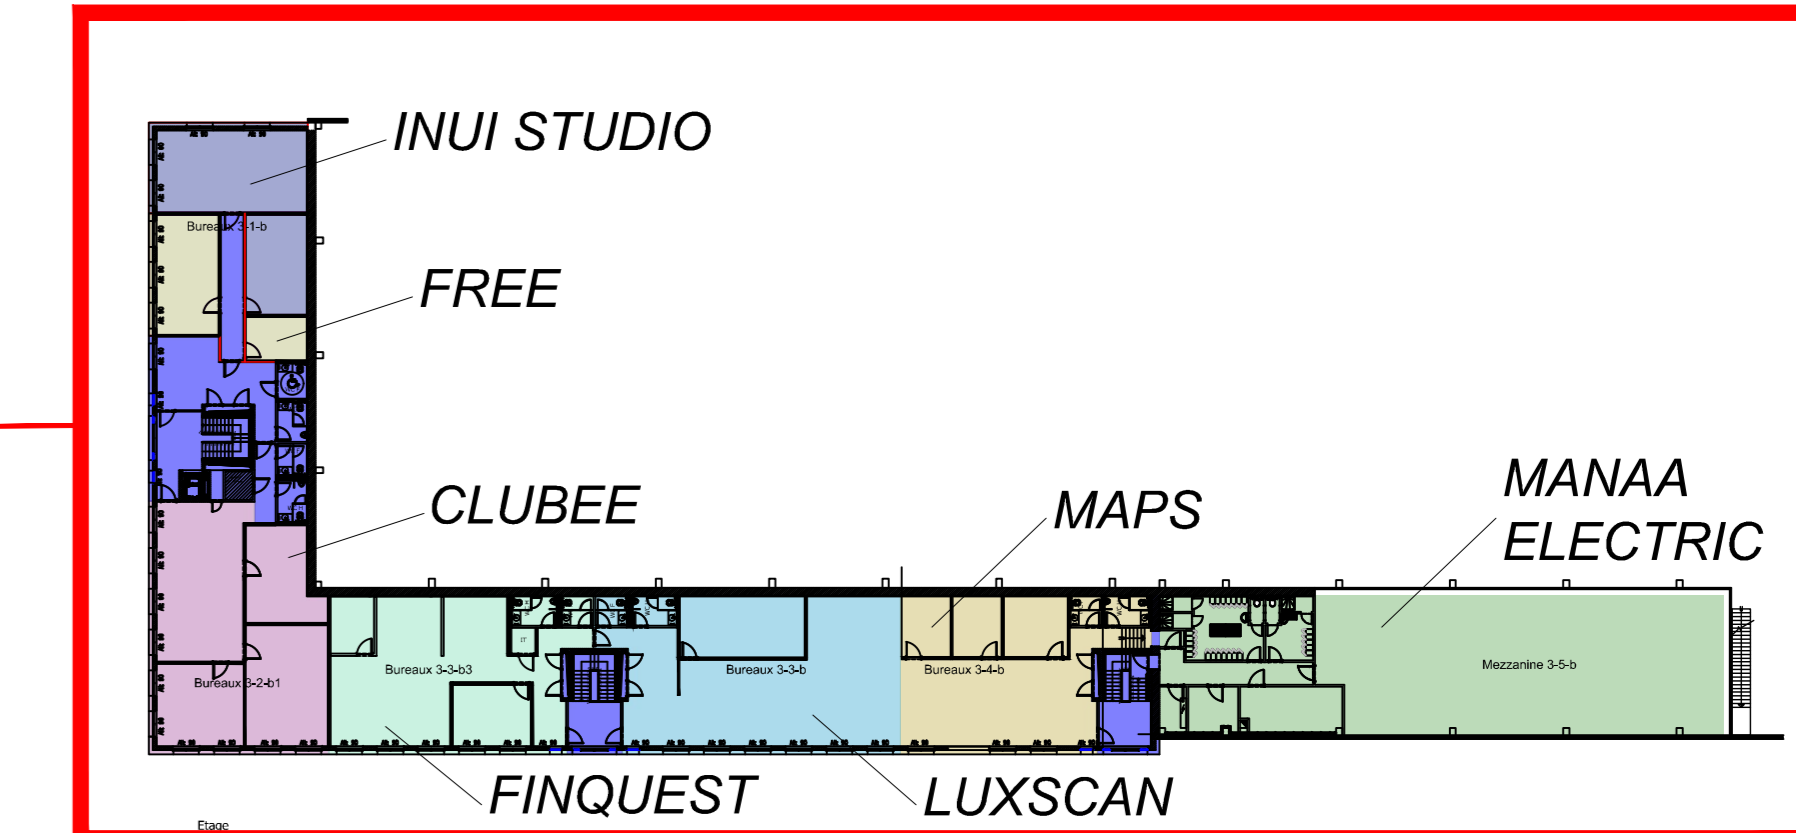 INUI STUDIO
Bureaux 3-1-b
FREE
CLUBEE
MAPS
MANAA
ELECTRIC
IT
Bureaux 3-3-b3
Bureaux 3-3-b
Bureaux 3-4-b
Mezzanine 3-5-b
Bureaux 3-2-b1
FINQUEST
LUXSCAN
Etage